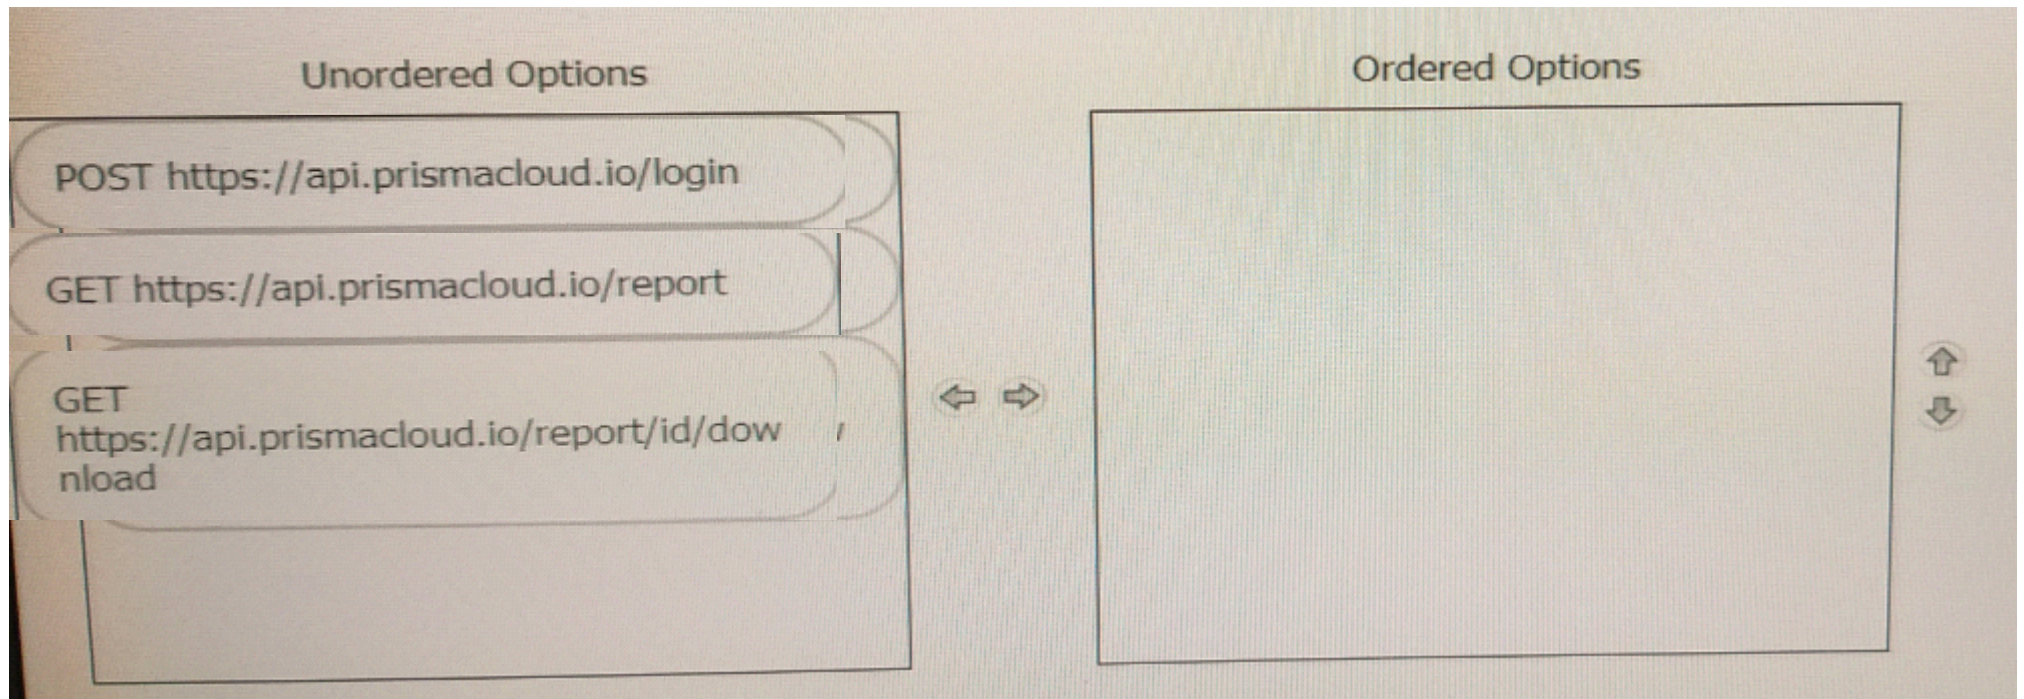 Unordered Options
Ordered Options
POST https://api.prismacloud.io/login
GET https://api.prismacloud.io/report
GET
https://api.prismacloud.io/report/id/dow
nload